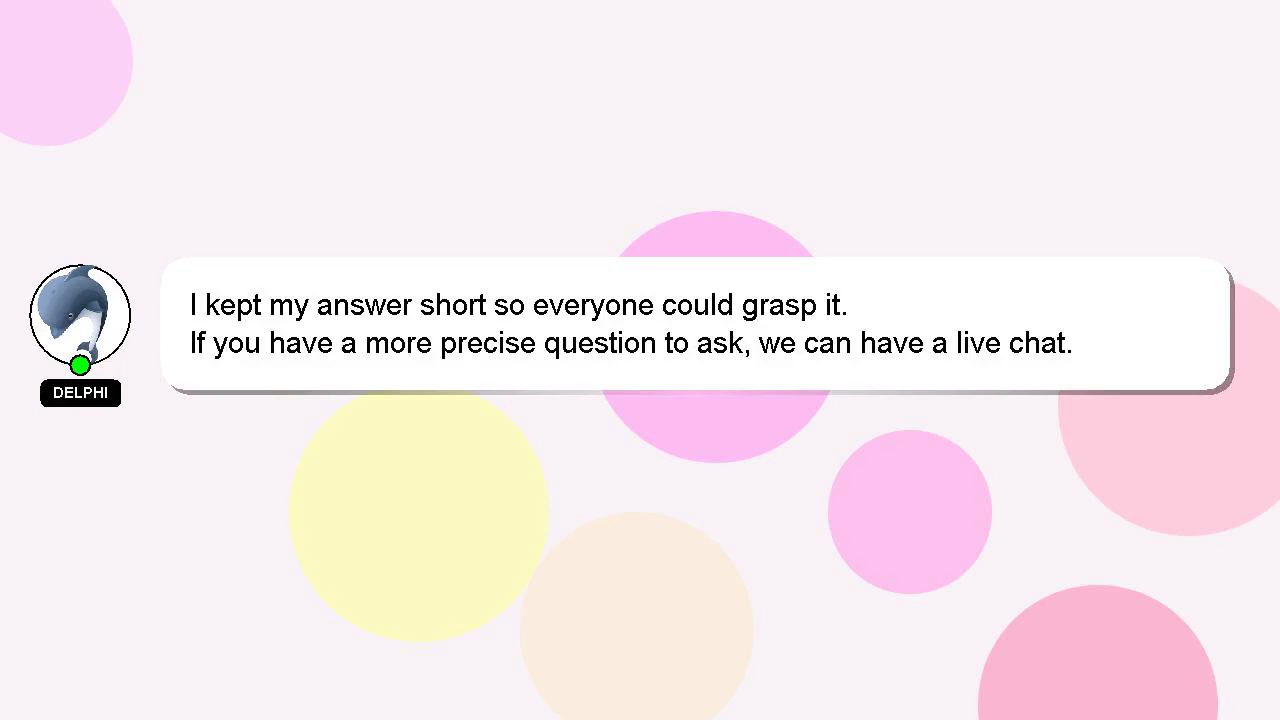 I kept my answer short so everyone could grasp it.
If you have a more precise question to ask, we can have a live chat.
DELPHI